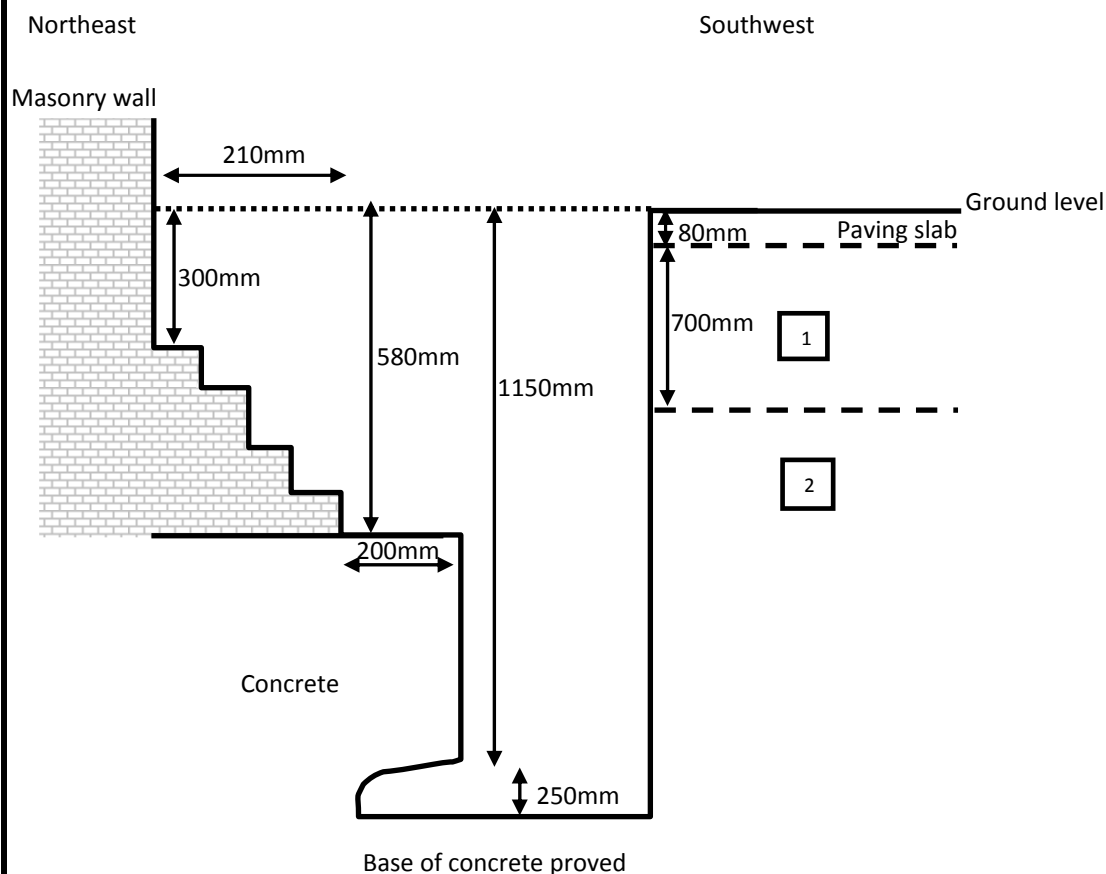 Northeast
Southwest
Masonry wall
210mm
Ground level
80mm
Paving slab
300mm
700mm
1
580mm
1150mm
2
200mm
Concrete
250mm
Base of concrete proved